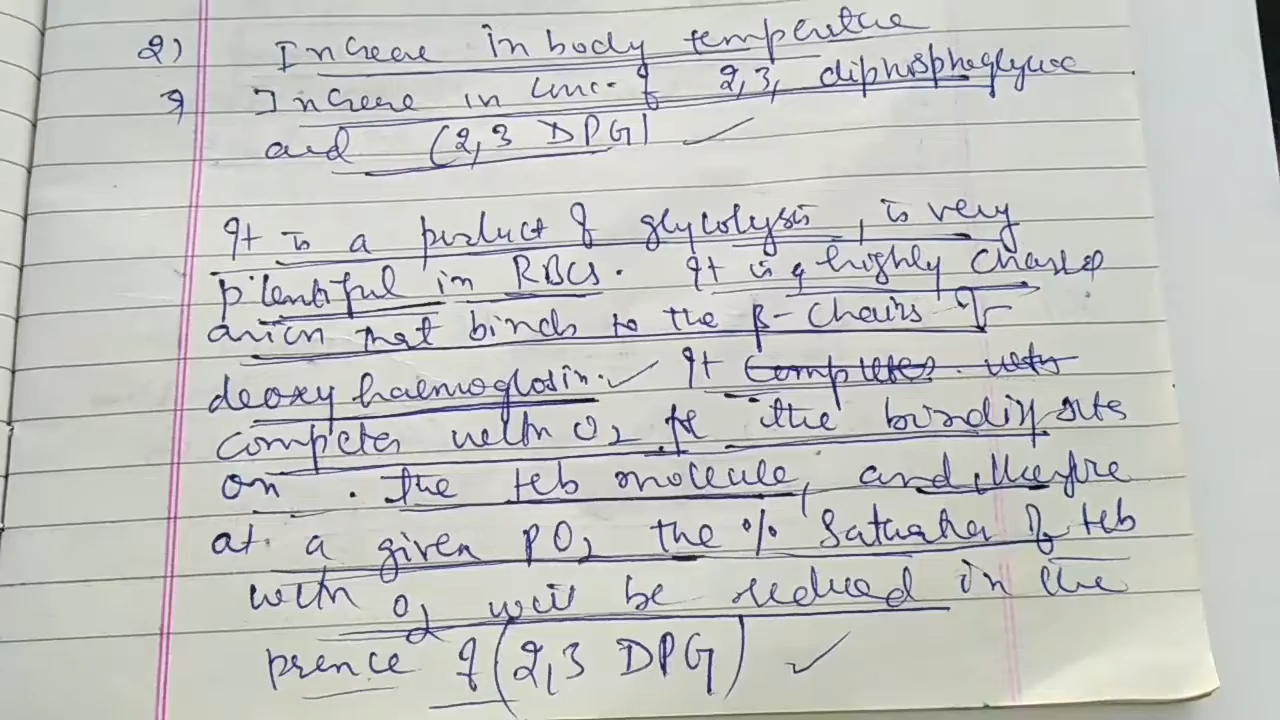 2) Increase in body temperature
3) Increase in conc. of 2,3, diphosphoglycerate
and (2,3 DPG)
It is a product of glycolysis, is very
plentiful in RBCs. It is a highly charged
anion that binds to the β-chains of
deoxyhaemoglobin. It competes with
competes with O2 for the binding sites
on the Hb molecule, and therefore
at a given PO2 the % saturation of Hb
with O2 will be reduced in the
presence of (2,3 DPG)